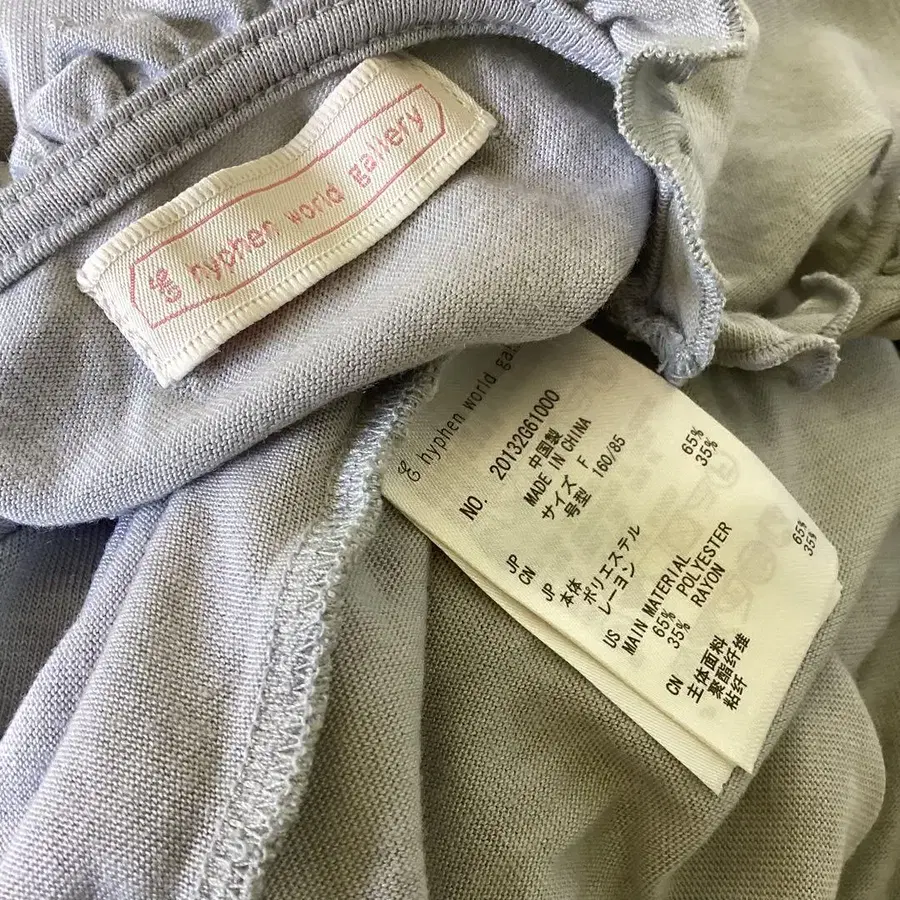 hyphen world gallery
hyphen world ga
NO. 20132G61000
中国製
MADE IN CHINA
JP サイズ F
CN 号型 160/85
JP 本体
ポリエステル 65%
レーヨン 35%
US MAIN MATERIAL
65% POLYESTER
35% RAYON
CN 主体面料
聚酯纤维 65%
粘纤 35%